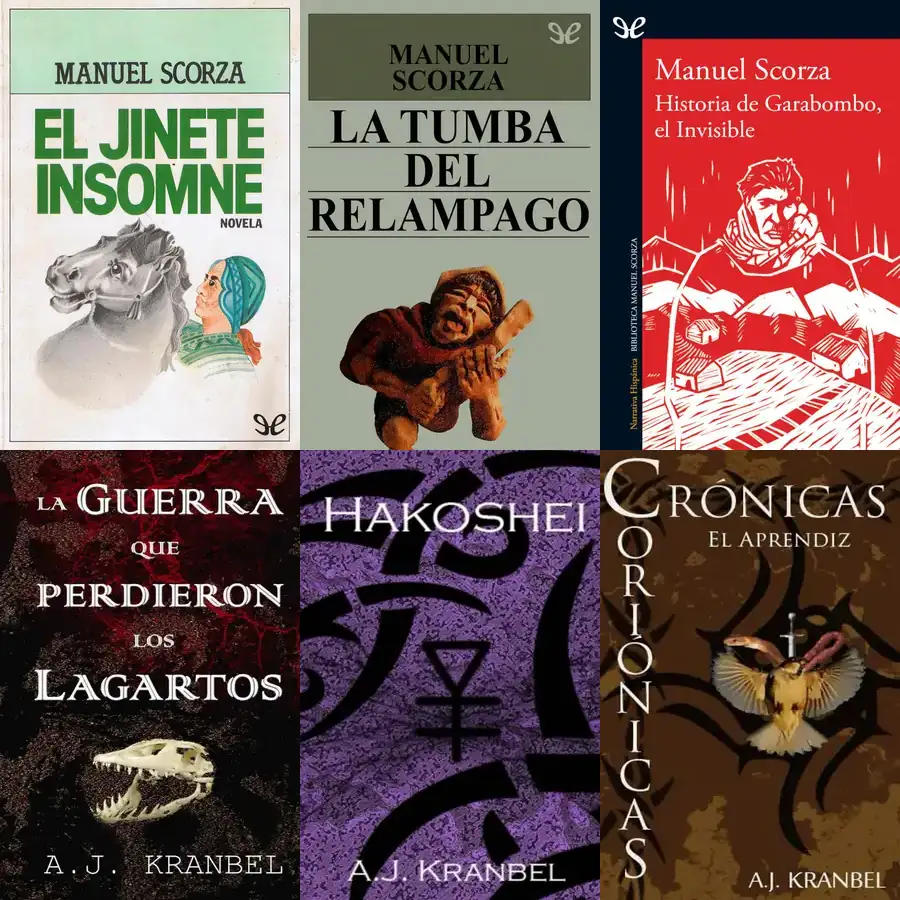 MANUEL SCORZA
EL JINETE
INSOMNE
NOVELA
MANUEL
SCORZA
LA TUMBA
DEL
RELAMPAGO
Manuel Scorza
Historia de Garabombo,
el Invisible
Narrativa Hispánica BIBLIOTECA MANUEL SCORZA
LA GUERRA
QUE
PERDIERON
LOS
LAGARTOS
A.J. KRANBEL
HAKOSHEI
A.J. KRANBEL
CRÓNICAS
EL APRENDIZ
CORIÓNICAS
A.J. KRANBEL